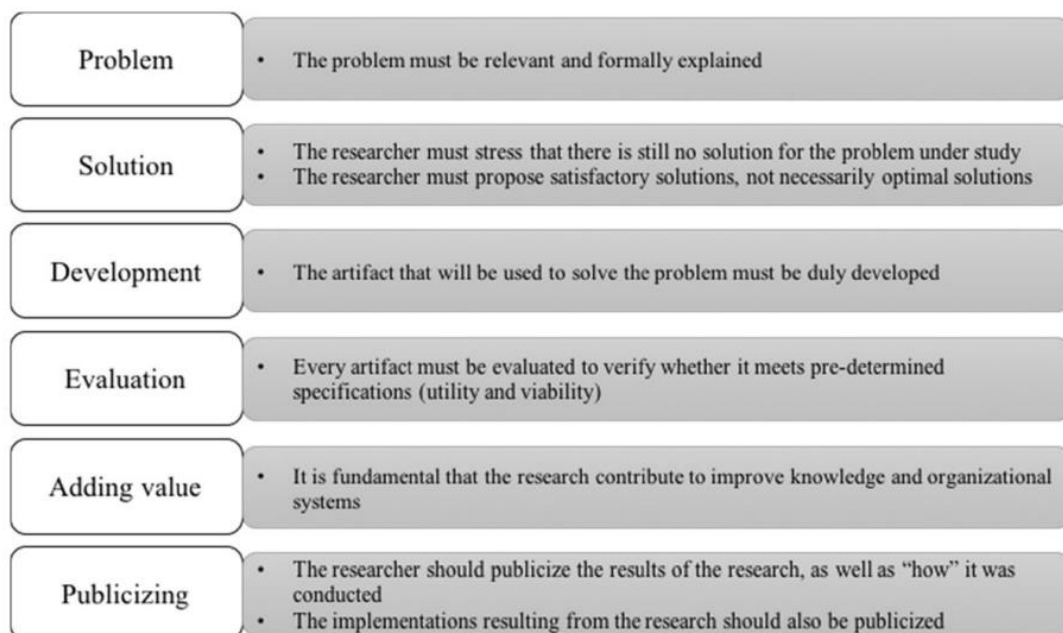 Problem
• The problem must be relevant and formally explained
Solution
• The researcher must stress that there is still no solution for the problem under study
• The researcher must propose satisfactory solutions, not necessarily optimal solutions
Development
• The artifact that will be used to solve the problem must be duly developed
Evaluation
• Every artifact must be evaluated to verify whether it meets pre-determined
specifications (utility and viability)
Adding value
• It is fundamental that the research contribute to improve knowledge and organizational
systems
Publicizing
• The researcher should publicize the results of the research, as well as “how” it was
conducted
• The implementations resulting from the research should also be publicized